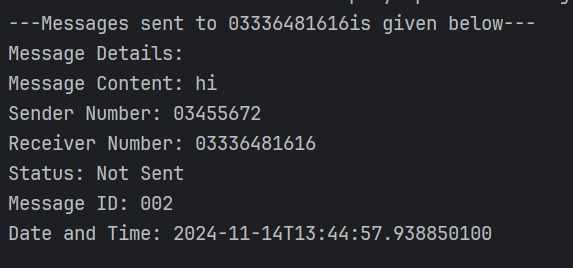 ---Messages sent to 03336481616is given below---
Message Details:
Message Content: hi
Sender Number: 03455672
Receiver Number: 03336481616
Status: Not Sent
Message ID: 002
Date and Time: 2024-11-14T13:44:57.938850100